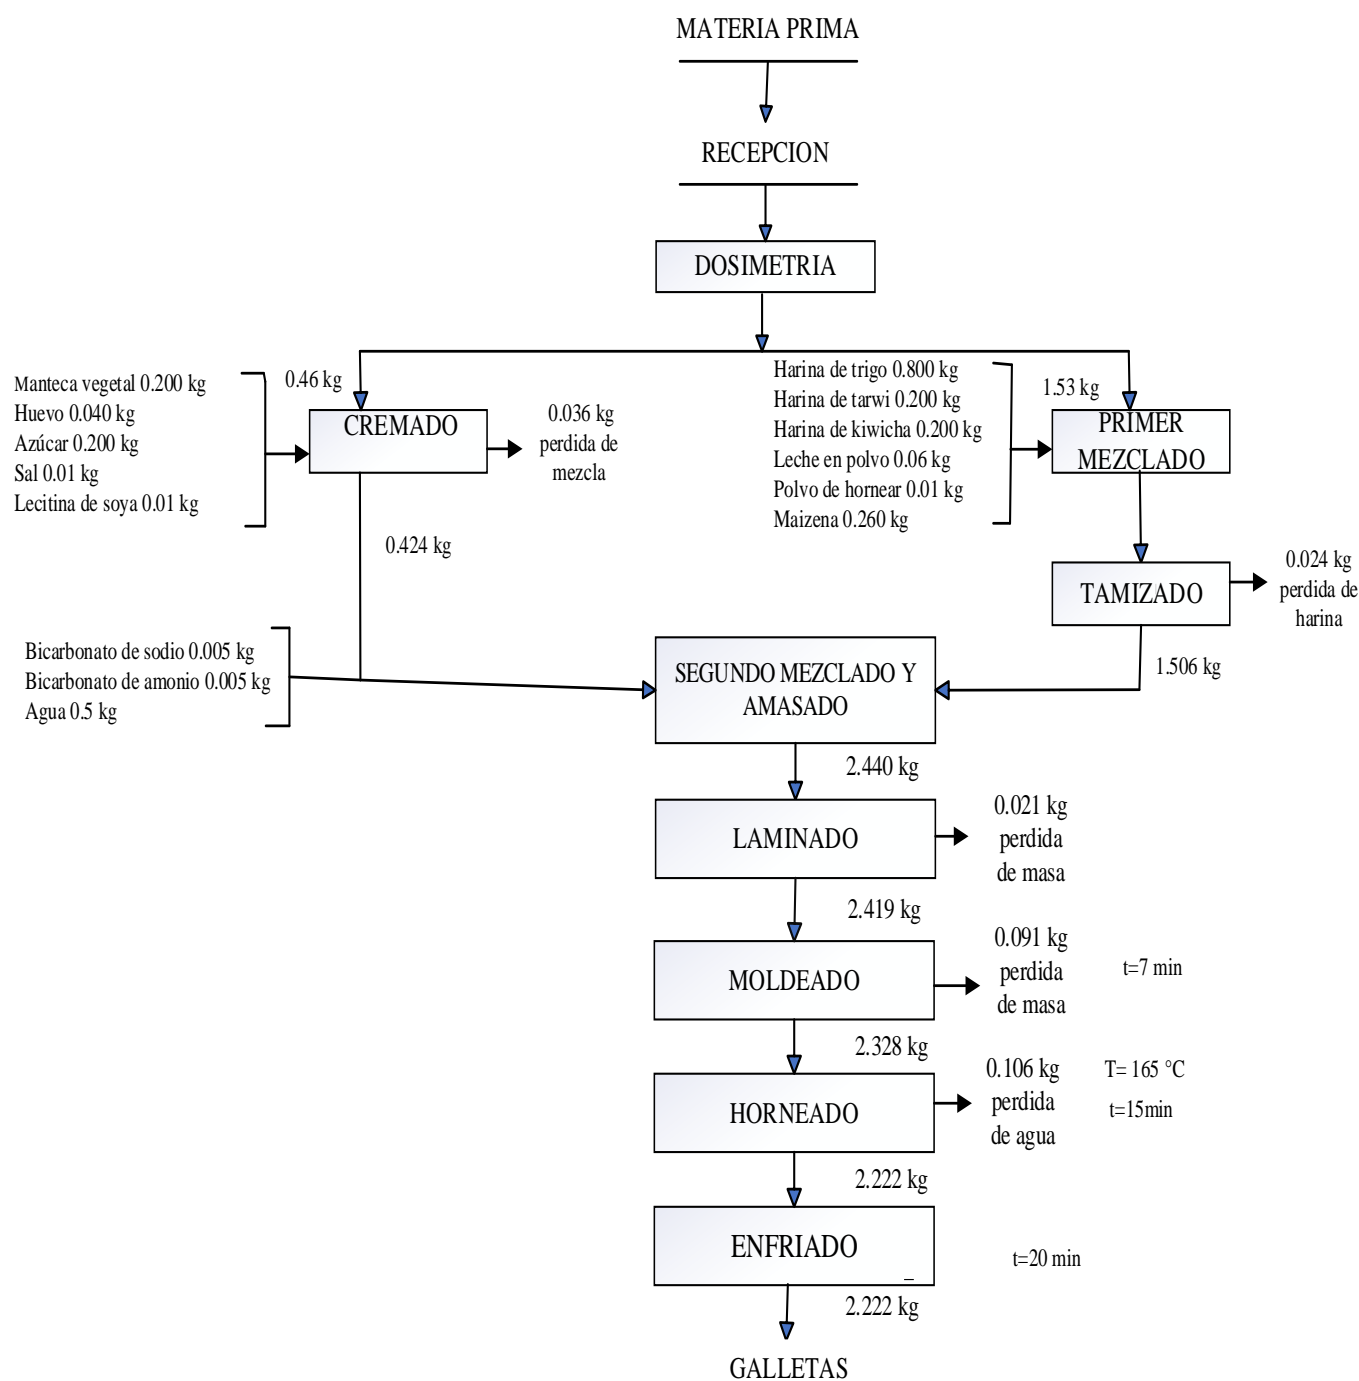 MATERIA PRIMA
RECEPCION
DOSIMETRIA
Manteca vegetal 0.200 kg
Huevo 0.040 kg
Azúcar 0.200 kg
Sal 0.01 kg
Lecitina de soya 0.01 kg
0.46 kg
CREMADO
0.036 kg
perdida de
mezcla
0.424 kg
Harina de trigo 0.800 kg
Harina de tarwi 0.200 kg
Harina de kiwicha 0.200 kg
Leche en polvo 0.06 kg
Polvo de hornear 0.01 kg
Maizena 0.260 kg
1.53 kg
PRIMER
MEZCLADO
TAMIZADO
0.024 kg
perdida de
harina
1.506 kg
Bicarbonato de sodio 0.005 kg
Bicarbonato de amonio 0.005 kg
Agua 0.5 kg
SEGUNDO MEZCLADO Y
AMASADO
2.440 kg
LAMINADO
0.021 kg
perdida
de masa
2.419 kg
MOLDEADO
0.091 kg
perdida
de masa
t=7 min
2.328 kg
HORNEADO
0.106 kg
perdida
de agua
T= 165 °C
t=15min
2.222 kg
ENFRIADO
t=20 min
2.222 kg
GALLETAS